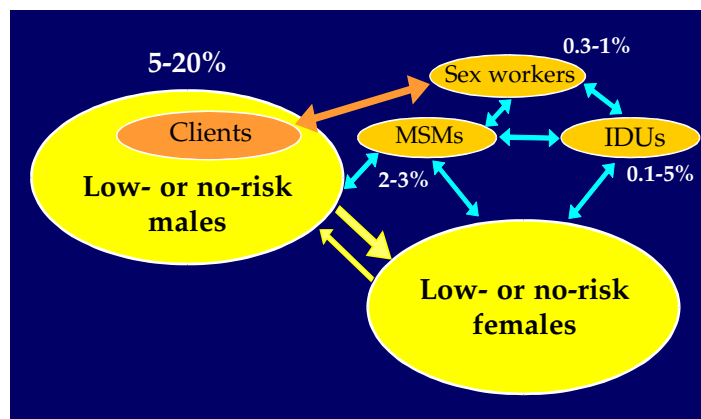 0.3-1%
5-20%
Sex workers
Clients
MSMs
IDUs
2-3%
0.1-5%
Low- or no-risk
males
Low- or no-risk
females